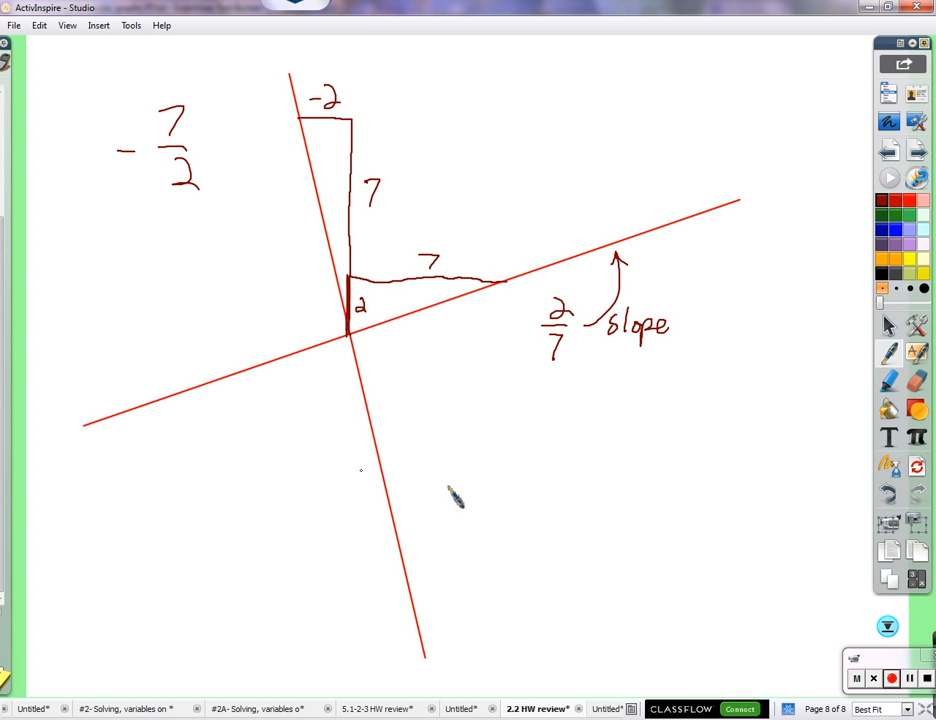 ActivInspire - Studio
File Edit View Insert Tools Help
-2
- 7/2
7
7
2
2/7 slope
M
Untitled* #2- Solving, variables on * #2A- Solving, variables o* 5.1-2-3 HW review* Untitled* 2.2 HW review* Untitled* CLASSFLOW Connect Page 8 of 8 Best Fit